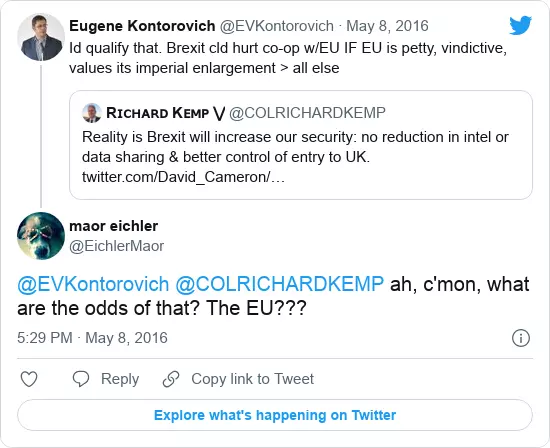 Eugene Kontorovich @EVKontorovich · May 8, 2016
Id qualify that. Brexit cld hurt co-op w/EU IF EU is petty, vindictive,
values its imperial enlargement > all else
Richard Kemp ⋁ @COLRICHARDKEMP
Reality is Brexit will increase our security: no reduction in intel or
data sharing & better control of entry to UK.
twitter.com/David_Cameron/…
maor eichler
@EichlerMaor
@EVKontorovich @COLRICHARDKEMP ah, c'mon, what
are the odds of that? The EU???
5:29 PM · May 8, 2016
Reply
Copy link to Tweet
Explore what's happening on Twitter